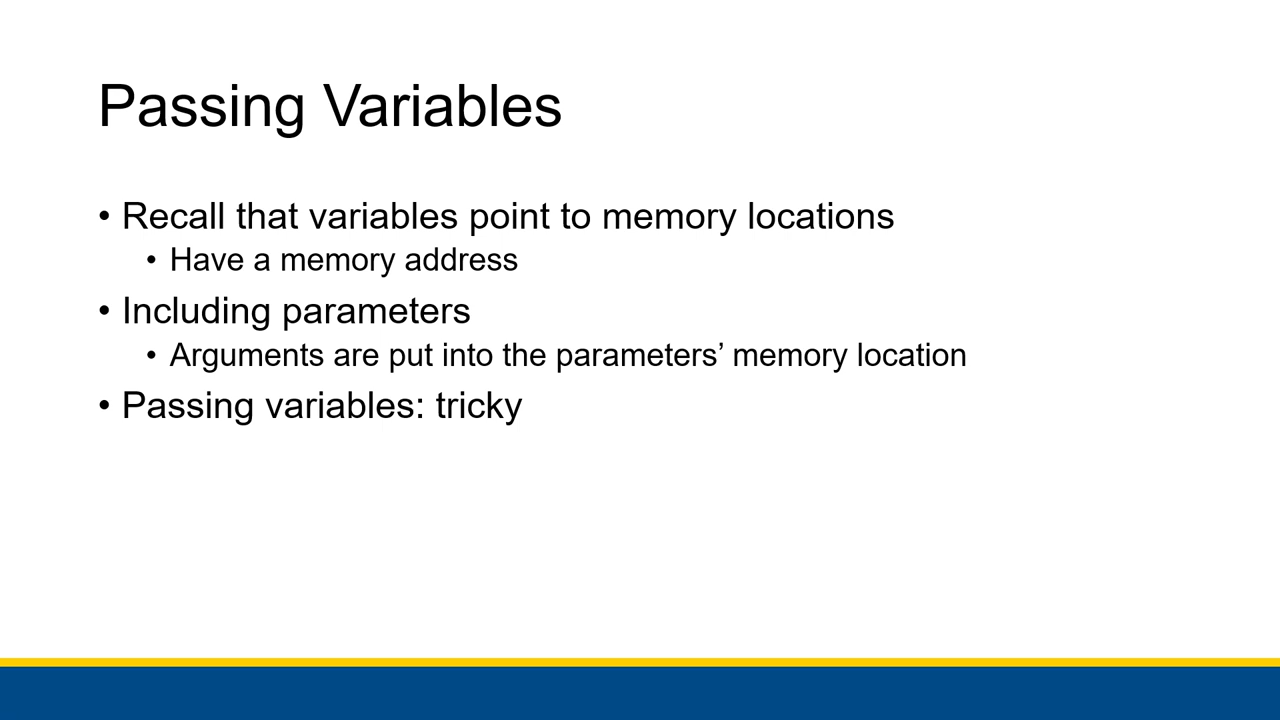 Passing Variables
• Recall that variables point to memory locations
• Have a memory address
• Including parameters
• Arguments are put into the parameters’ memory location
• Passing variables: tricky